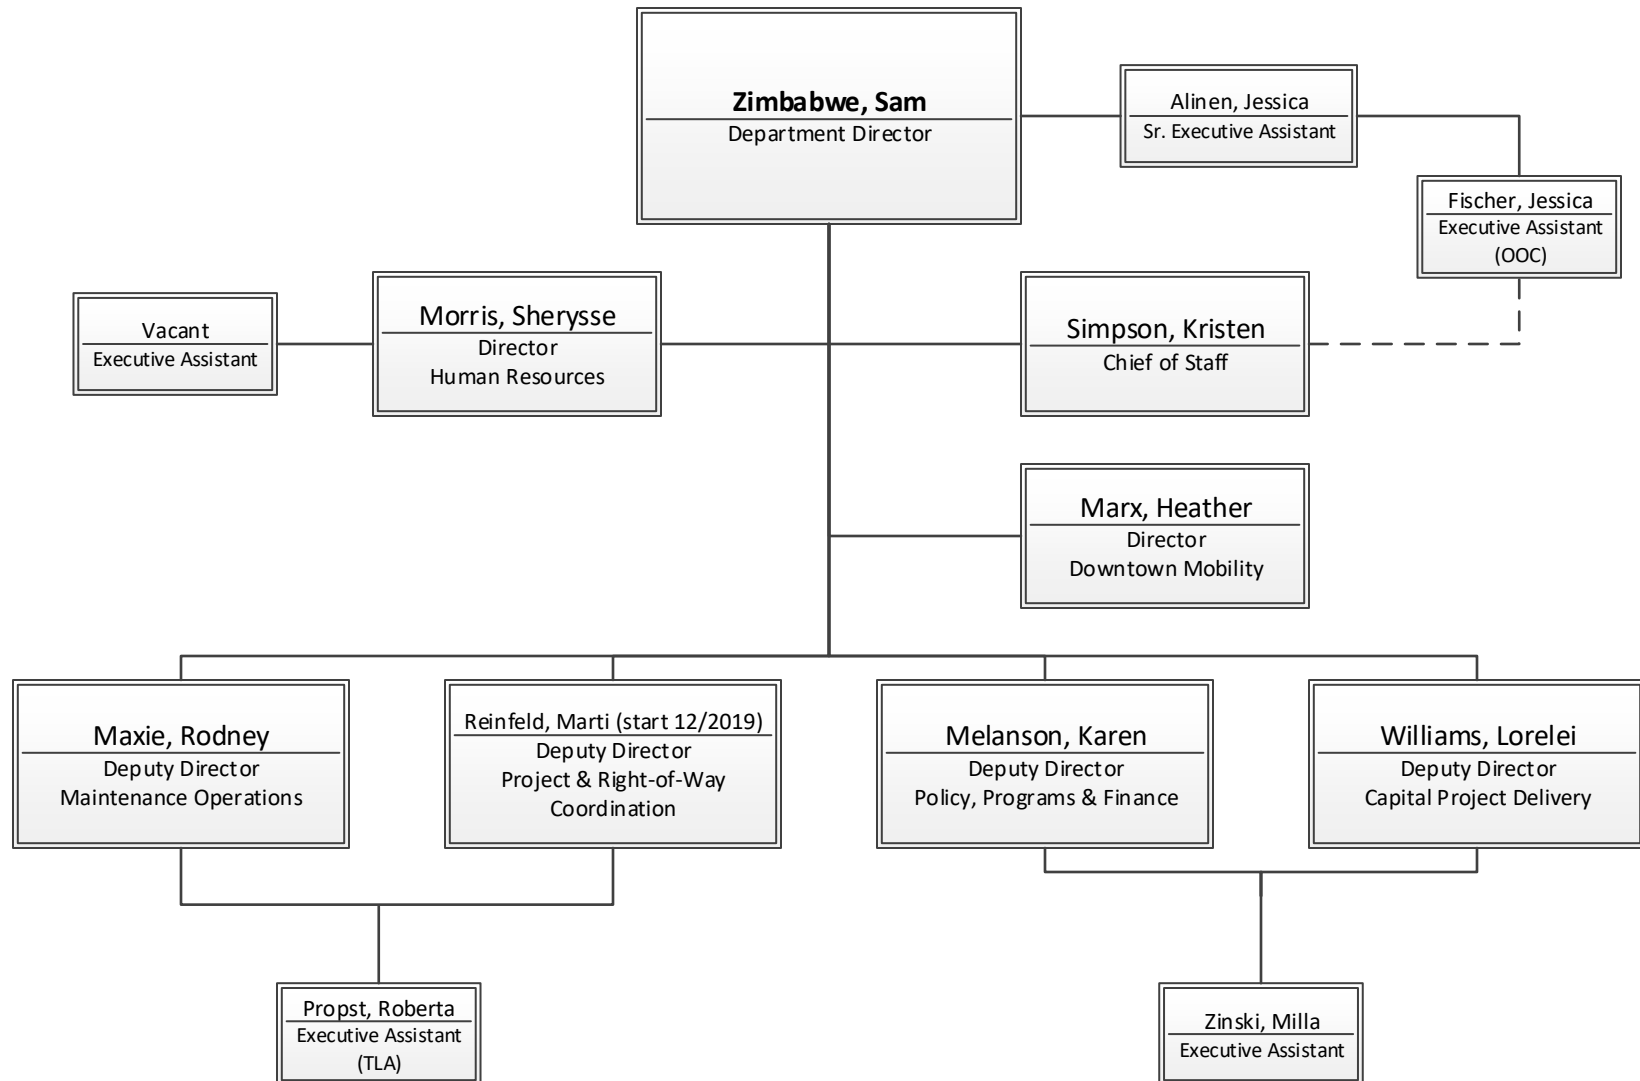 Zimbabwe, Sam
Department Director
Alinen, Jessica
Sr. Executive Assistant
Fischer, Jessica
Executive Assistant
(OOC)
Vacant
Executive Assistant
Morris, Sherysse
Director
Human Resources
Simpson, Kristen
Chief of Staff
Marx, Heather
Director
Downtown Mobility
Maxie, Rodney
Deputy Director
Maintenance Operations
Reinfeld, Marti (start 12/2019)
Deputy Director
Project & Right-of-Way
Coordination
Melanson, Karen
Deputy Director
Policy, Programs & Finance
Williams, Lorelei
Deputy Director
Capital Project Delivery
Propst, Roberta
Executive Assistant
(TLA)
Zinski, Milla
Executive Assistant